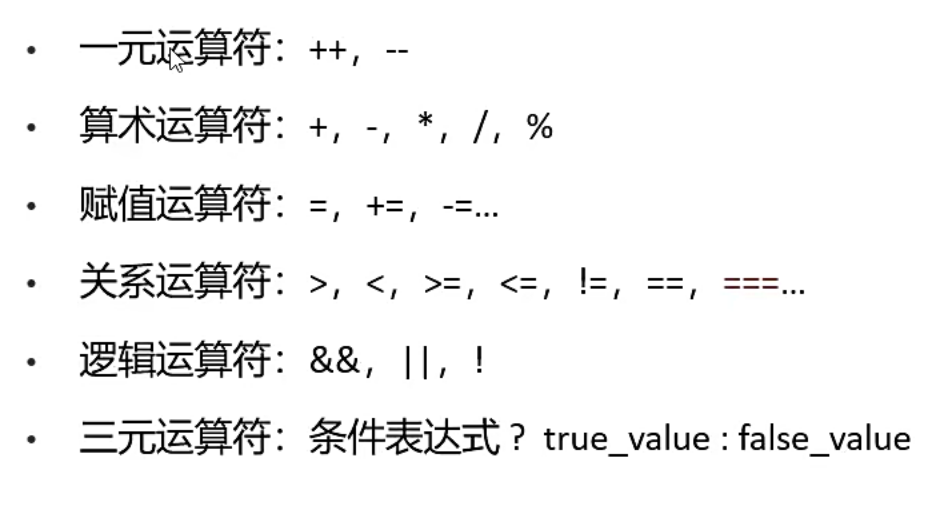 • 一元运算符：++，--
• 算术运算符：+，-，*，/，%
• 赋值运算符：=，+=，-=...
• 关系运算符：>，<，>=，<=，!=，==，===...
• 逻辑运算符：&&，||，!
• 三元运算符：条件表达式？true_value : false_value